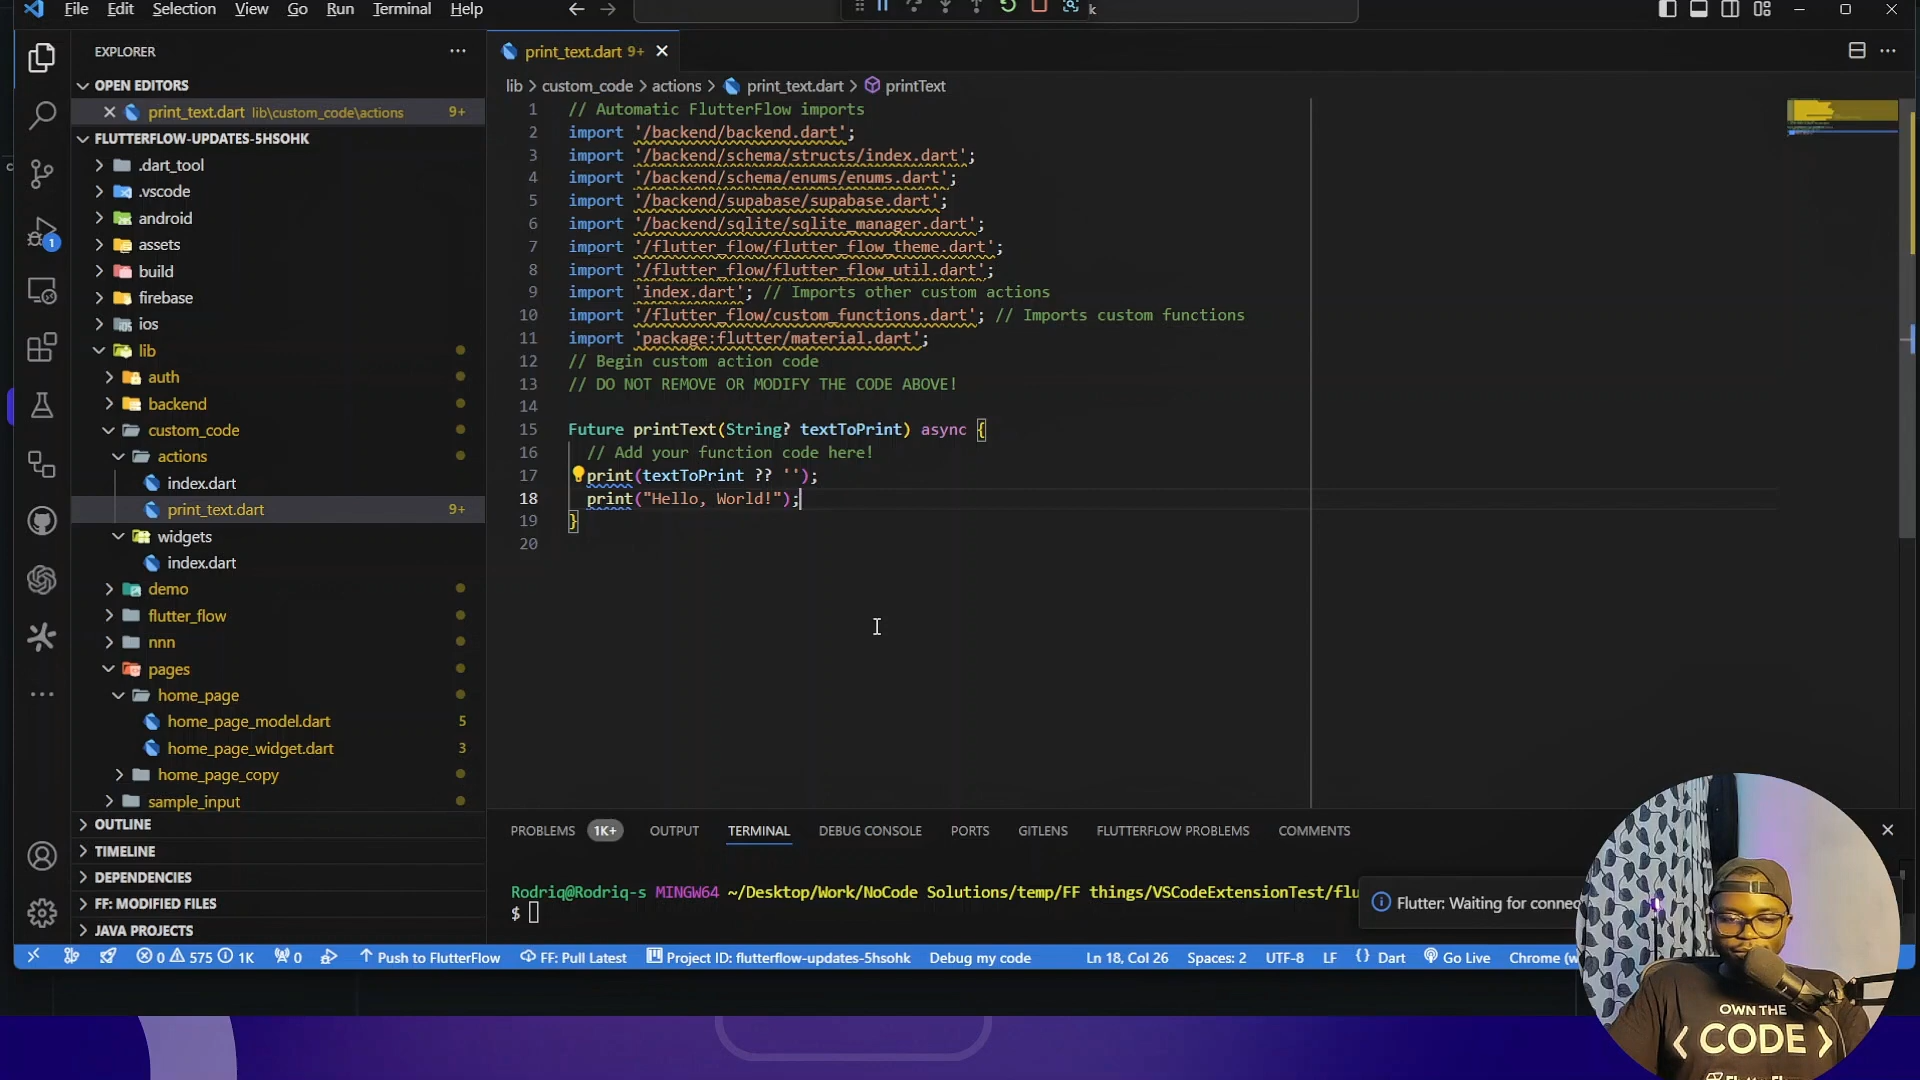 File Edit Selection View Go Run Terminal Help
k
EXPLORER
OPEN EDITORS
print_text.dart lib\custom_code\actions 9+
FLUTTERFLOW-UPDATES-5HSOHK
.dart_tool
.vscode
android
assets
build
firebase
ios
lib
auth
backend
custom_code
actions
index.dart
print_text.dart 9+
widgets
index.dart
demo
flutter_flow
nnn
pages
home_page
home_page_model.dart 5
home_page_widget.dart 3
home_page_copy
sample_input
OUTLINE
TIMELINE
DEPENDENCIES
FF: MODIFIED FILES
JAVA PROJECTS
1
print_text.dart 9+
lib > custom_code > actions > print_text.dart > printText
1 // Automatic FlutterFlow imports
2 import '/backend/backend.dart';
3 import '/backend/schema/structs/index.dart';
4 import '/backend/schema/enums/enums.dart';
5 import '/backend/supabase/supabase.dart';
6 import '/backend/sqlite/sqlite_manager.dart';
7 import '/flutter_flow/flutter_flow_theme.dart';
8 import '/flutter_flow/flutter_flow_util.dart';
9 import 'index.dart'; // Imports other custom actions
10 import '/flutter_flow/custom_functions.dart'; // Imports custom functions
11 import 'package:flutter/material.dart';
12 // Begin custom action code
13 // DO NOT REMOVE OR MODIFY THE CODE ABOVE!
14
15 Future printText(String? textToPrint) async {
16 // Add your function code here!
17 print(textToPrint ?? '');
18 print("Hello, World!");
19 }
20
PROBLEMS 1K+ OUTPUT TERMINAL DEBUG CONSOLE PORTS GITLENS FLUTTERFLOW PROBLEMS COMMENTS
Rodriq@Rodriq-s MINGW64 ~/Desktop/Work/NoCode Solutions/temp/FF things/VSCodeExtensionTest/flu
$
Flutter: Waiting for connec
0 575 1K 0 Push to FlutterFlow FF: Pull Latest Project ID: flutterflow-updates-5hsohk Debug my code Ln 18, Col 26 Spaces: 2 UTF-8 LF {} Dart Go Live Chrome (w
OWN THE
< CODE >